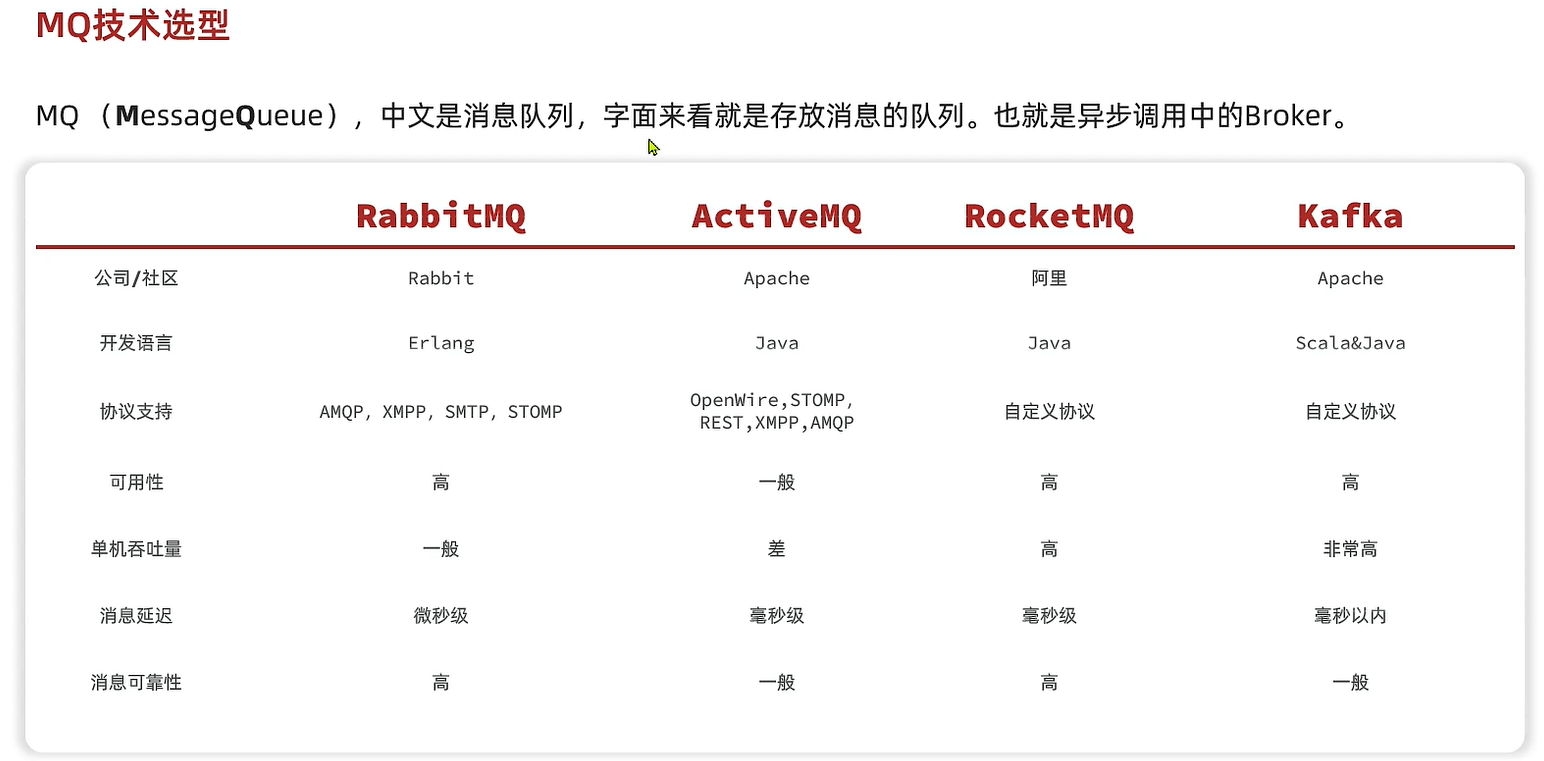 MQ技术选型
MQ （MessageQueue），中文是消息队列，字面来看就是存放消息的队列。也就是异步调用中的Broker。
RabbitMQ ActiveMQ RocketMQ Kafka
公司/社区 Rabbit Apache 阿里 Apache
开发语言 Erlang Java Java Scala&Java
协议支持 AMQP, XMPP, SMTP, STOMP OpenWire,STOMP, REST,XMPP,AMQP 自定义协议 自定义协议
可用性 高 一般 高 高
单机吞吐量 一般 差 高 非常高
消息延迟 微秒级 毫秒级 毫秒级 毫秒以内
消息可靠性 高 一般 高 一般